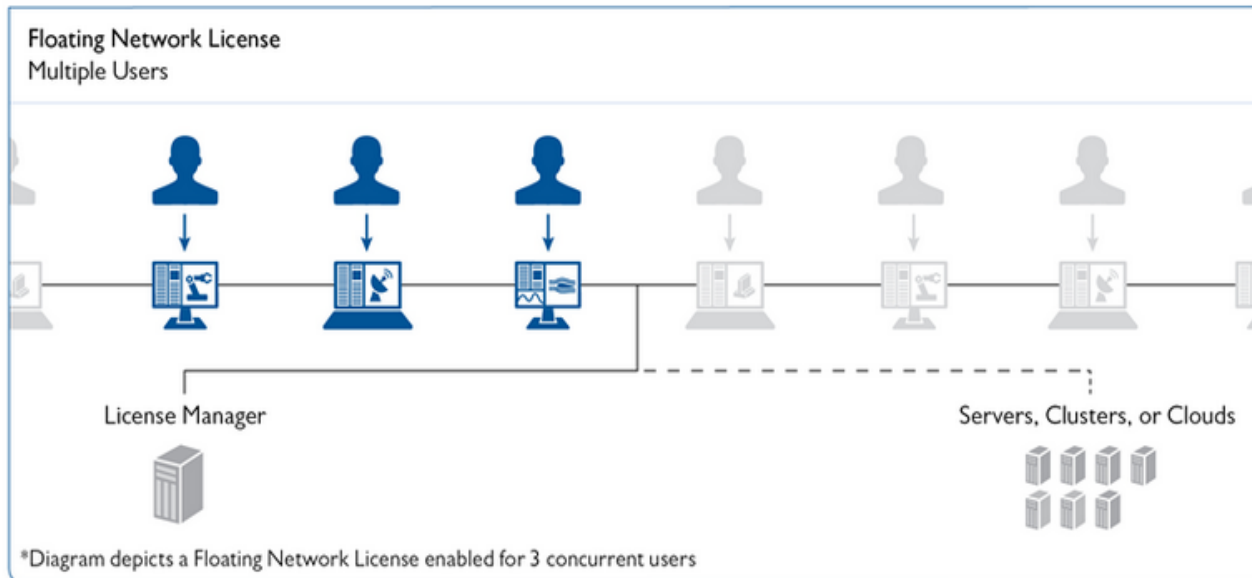 Floating Network License
Multiple Users
License Manager
Servers, Clusters, or Clouds
*Diagram depicts a Floating Network License enabled for 3 concurrent users